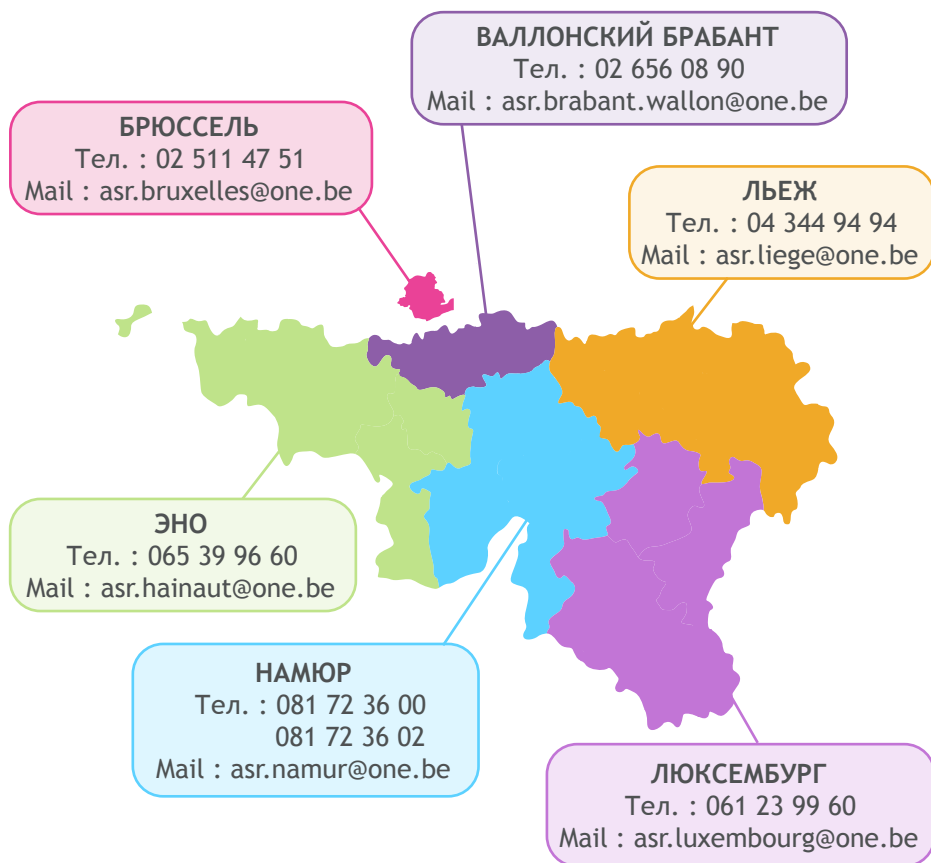 ВАЛЛОНСКИЙ БРАБАНТ
Тел. : 02 656 08 90
Mail : asr.brabant.wallon@one.be
БРЮССЕЛЬ
Тел. : 02 511 47 51
Mail : asr.bruxelles@one.be
ЛЬЕЖ
Тел. : 04 344 94 94
Mail : asr.liege@one.be
ЭНО
Тел. : 065 39 96 60
Mail : asr.hainaut@one.be
НАМЮР
Тел. : 081 72 36 00
081 72 36 02
Mail : asr.namur@one.be
ЛЮКСЕМБУРГ
Тел. : 061 23 99 60
Mail : asr.luxembourg@one.be